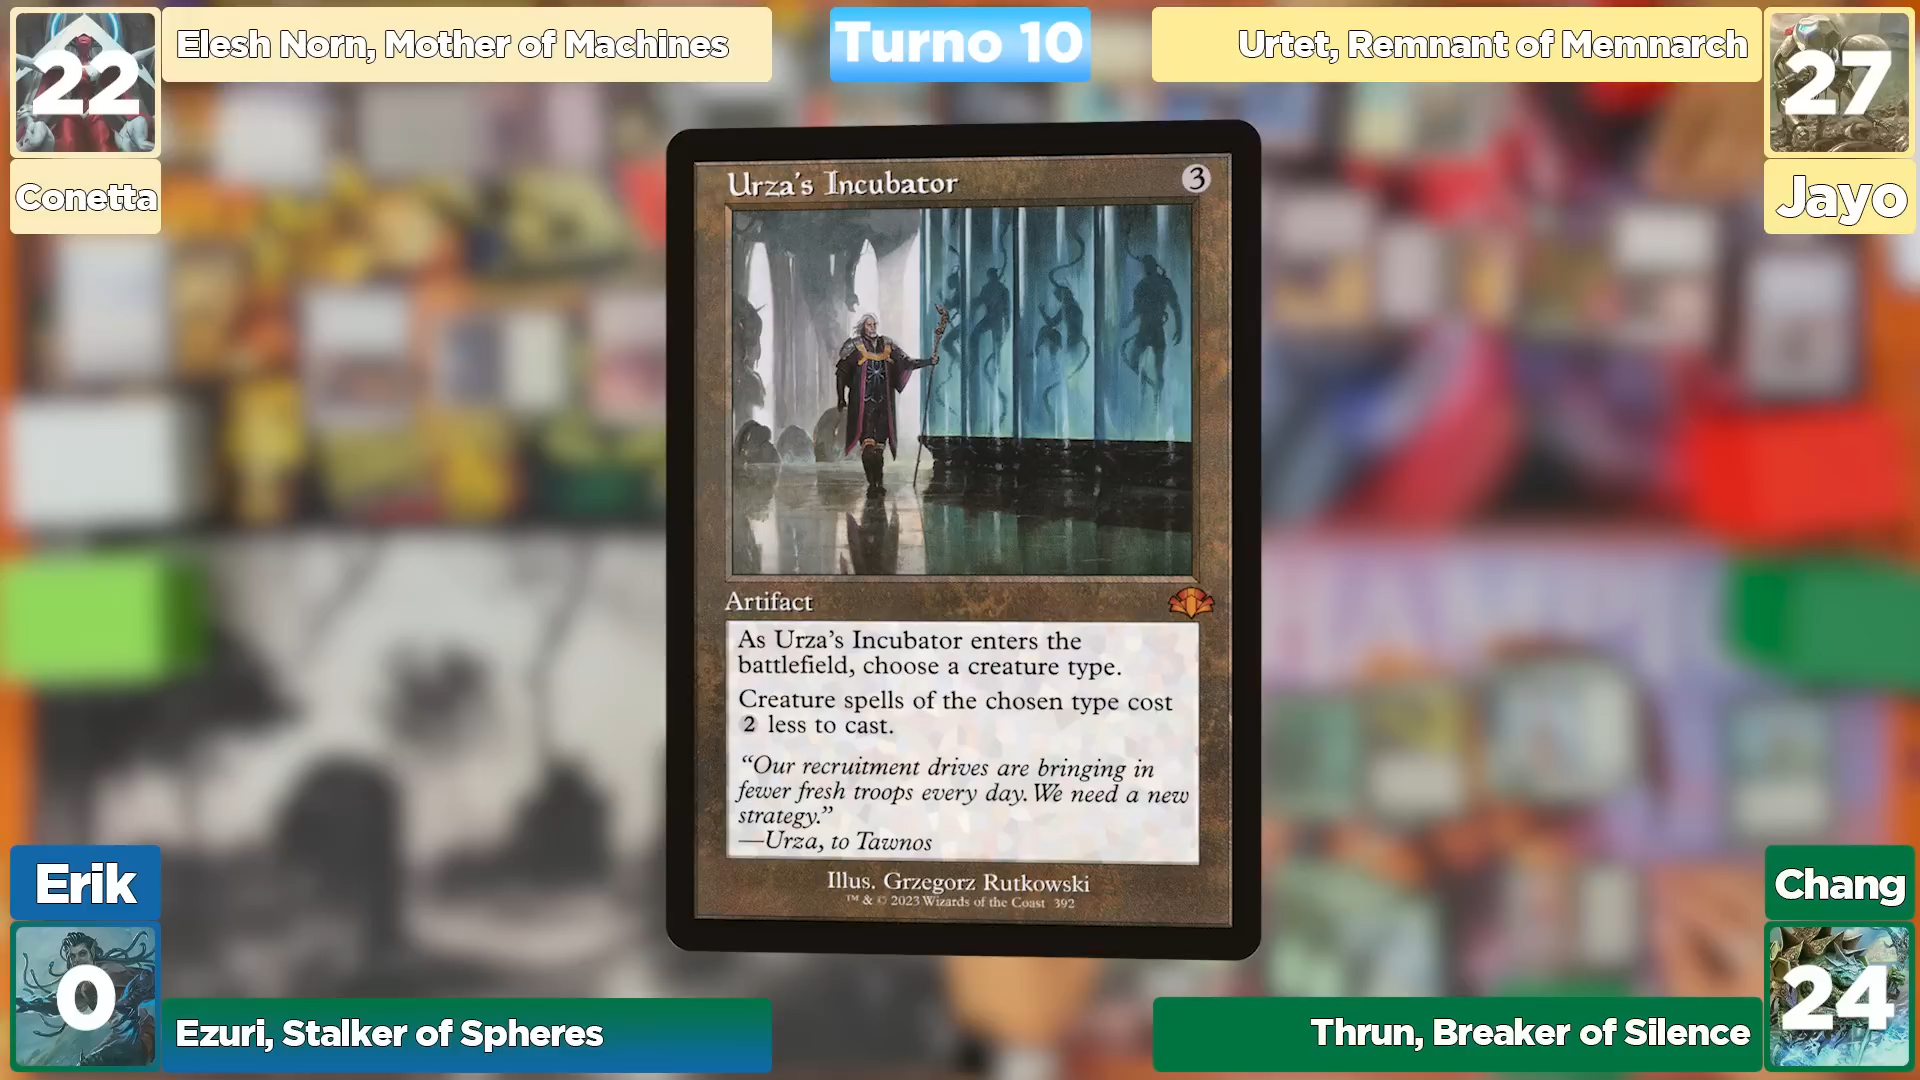 22
Elesh Norn, Mother of Machines
Conetta
Turno 10
Urtet, Remnant of Memnarch
27
Jayo
Urza's Incubator
3
Artifact
As Urza's Incubator enters the
battlefield, choose a creature type.
Creature spells of the chosen type cost
2 less to cast.
“Our recruitment drives are bringing in
fewer fresh troops every day. We need a new
strategy.”
—Urza, to Tawnos
Illus. Grzegorz Rutkowski
™ & © 2023 Wizards of the Coast 392
Erik
0
Ezuri, Stalker of Spheres
Chang
24
Thrun, Breaker of Silence